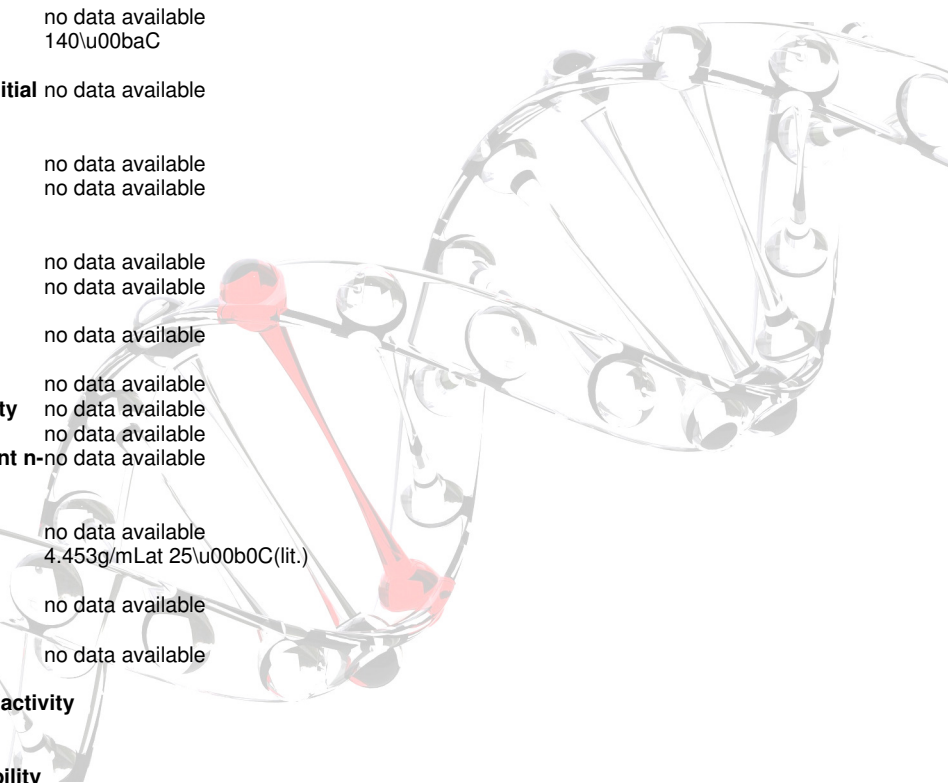 no data available
140\u00baC
itial no data available
no data available
no data available
no data available
no data available
no data available
no data available
ty no data available
no data available
nt n-no data available
no data available
4.453g/mLat 25\u00b0C(lit.)
no data available
no data available
activity
bility